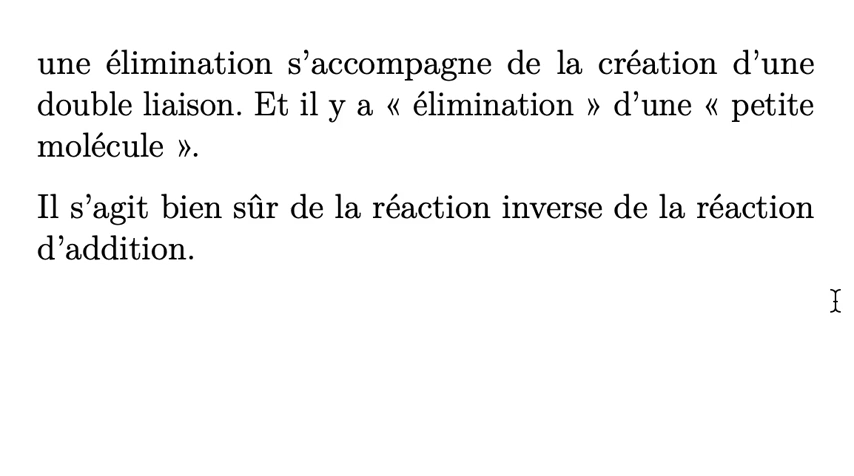 une élimination s'accompagne de la création d'une
double liaison. Et il y a « élimination » d'une « petite
molécule ».
Il s'agit bien sûr de la réaction inverse de la réaction
d'addition.